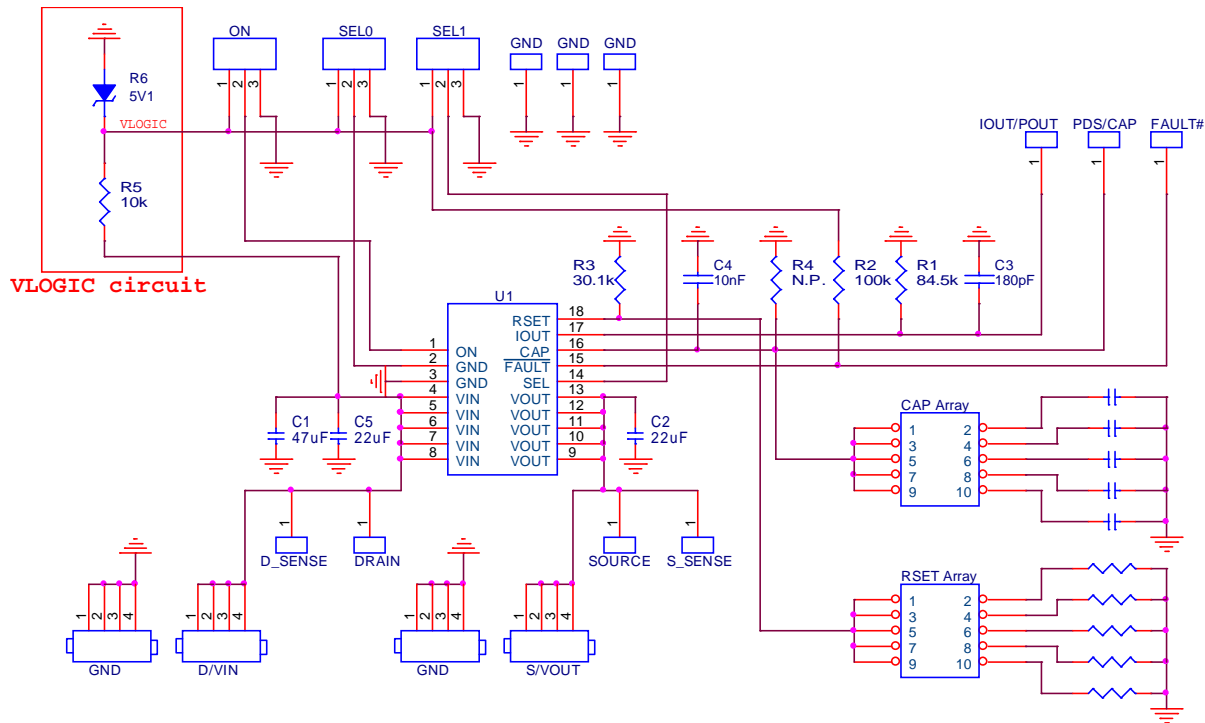 ON
SEL0
SEL1
GND
GND
GND
1
2
3
1
2
3
1
2
3
1
1
1
R6
5V1
VLOGIC
R5
10k
VLOGIC circuit
IOUT/POUT
PDS/CAP
FAULT#
1
1
1
R3
30.1k
C4
10nF
R4
N.P.
R2
100k
R1
84.5k
C3
180pF
U1
1
ON
2
GND
3
GND
4
VIN
5
VIN
6
VIN
7
VIN
8
VIN
RSET
18
IOUT
17
CAP
16
FAULT
15
SEL
14
VOUT
13
VOUT
12
VOUT
11
VOUT
10
VOUT
9
C1
47uF
C5
22uF
C2
22uF
CAP Array
1
2
3
4
5
6
7
8
9
10
1
D_SENSE
1
DRAIN
1
SOURCE
1
S_SENSE
RSET Array
1
2
3
4
5
6
7
8
9
10
1
2
3
4
GND
1
2
3
4
D/VIN
1
2
3
4
GND
1
2
3
4
S/VOUT